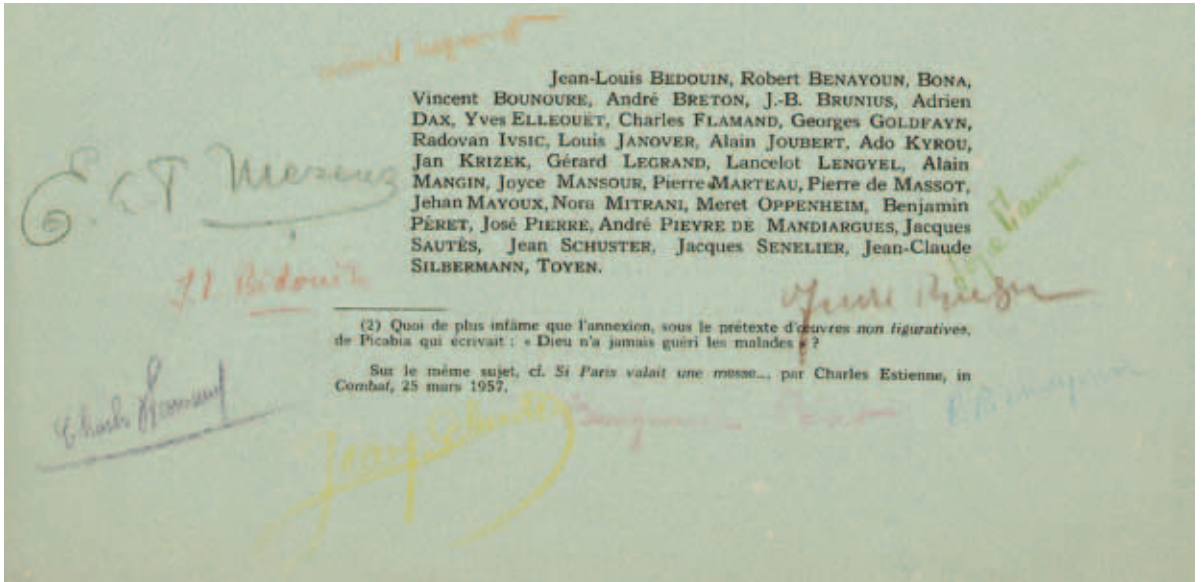 Jean-Louis BEDOUIN, Robert BENAYOUN, BONA,
Vincent BOUNOURE, André BRETON, J.-B. BRUNIUS, Adrien
DAX, Yves ELLEOUËT, Charles FLAMAND, Georges GOLDFAYN,
Radovan IVSIC, Louis JANOVER, Alain JOUBERT, Ado KYROU,
Jan KRIZEK, Gérard LEGRAND, Lancelot LENGYEL, Alain
MANGIN, Joyce MANSOUR, Pierre MARTEAU, Pierre de MASSOT,
Jehan MAYOUX, Nora MITRANI, Meret OPPENHEIM, Benjamin
PÉRET, José PIERRE, André PIEYRE DE MANDIARGUES, Jacques
SAUTÈS, Jean SCHUSTER, Jacques SENELIER, Jean-Claude
SILBERMANN, TOYEN.
E. L. T Mesens
J L Bédouin
(2) Quoi de plus infâme que l'annexion, sous le prétexte d'œuvres non figuratives,
de Picabia qui écrivait : « Dieu n'a jamais guéri les malades » ?
Sur le même sujet, cf. Si Paris valait une messe..., par Charles Estienne, in
Combat, 25 mars 1957.
Charles Flamand
Jean Schuster
Benjamin Péret
R. Benayoun